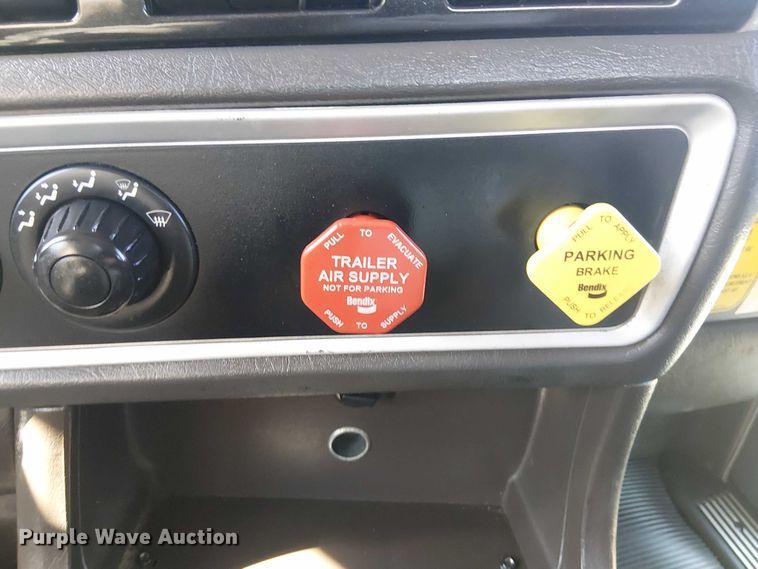 PULL TO EVACUATE
TRAILER
AIR SUPPLY
NOT FOR PARKING
Bendix
PUSH TO SUPPLY
PULL TO APPLY
PARKING
BRAKE
Bendix
PUSH TO RELEASE
Purple Wave Auction